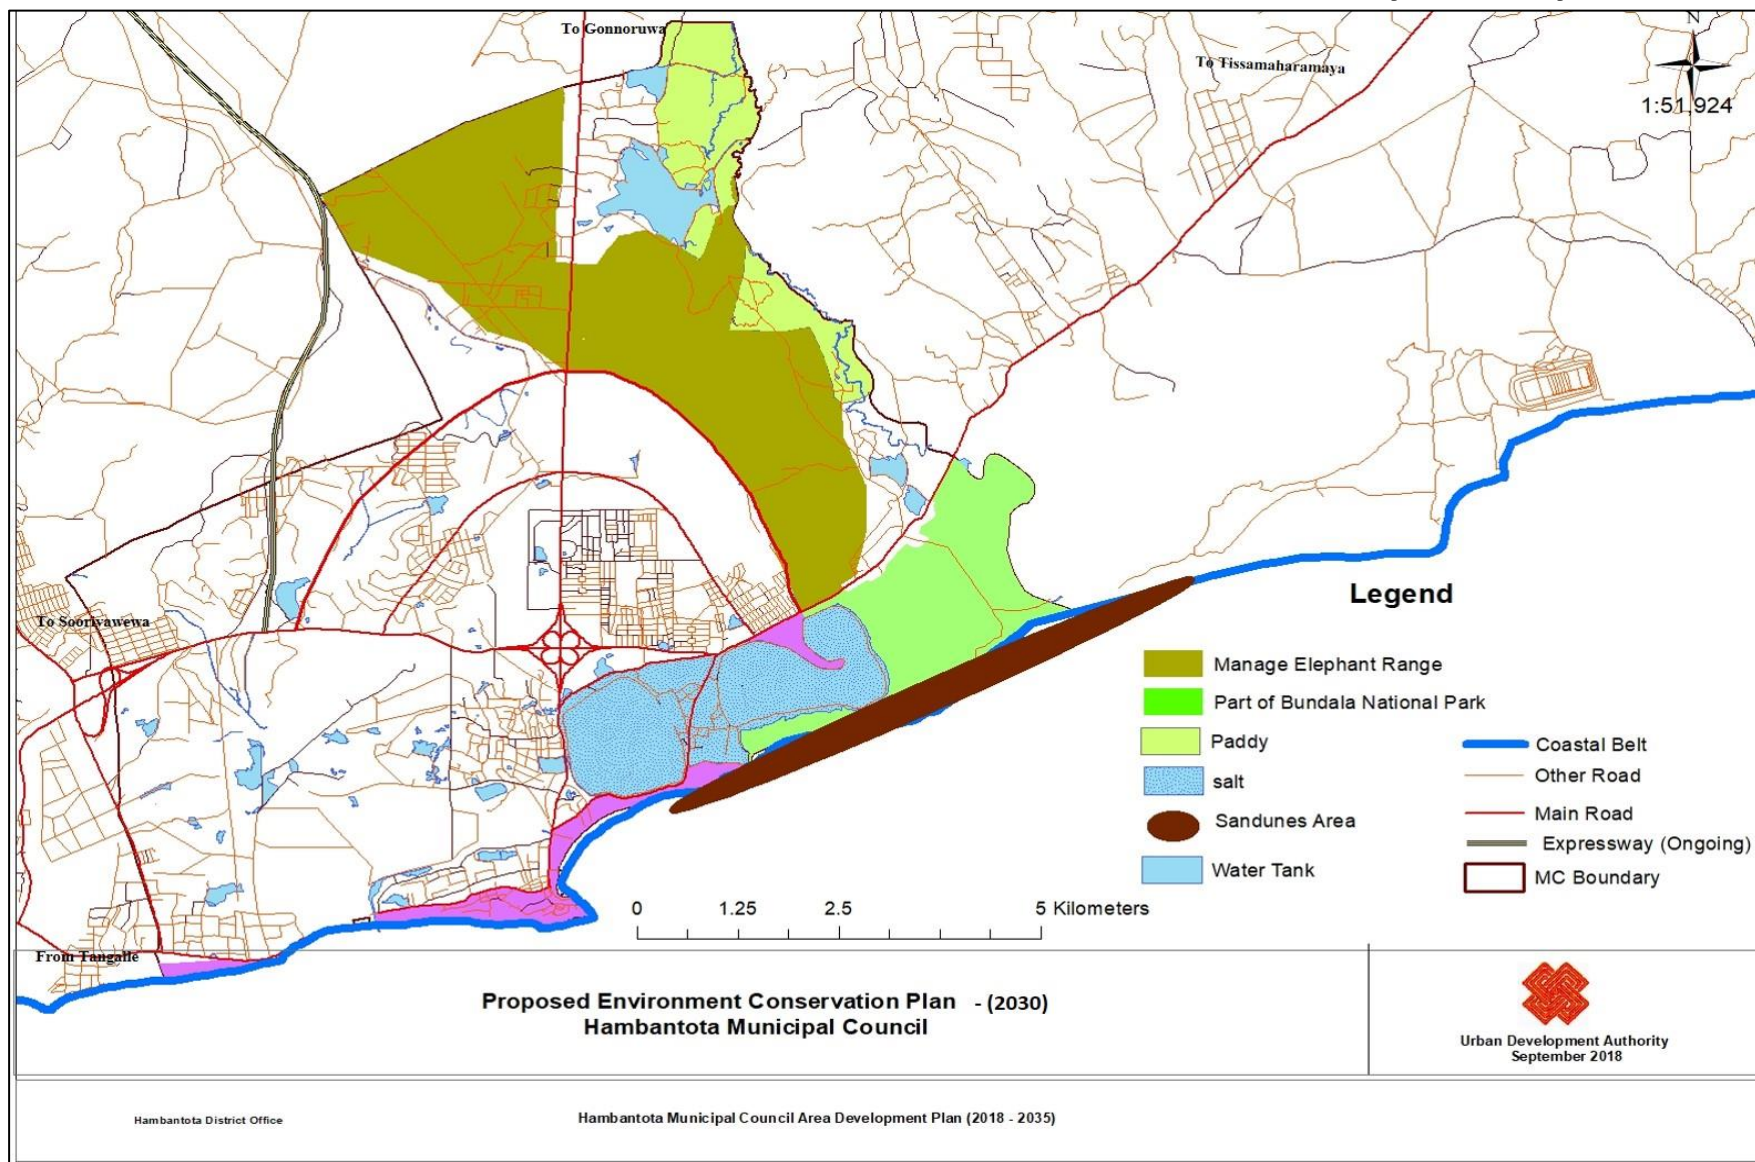 To Gonnoruwa
To Tissamaharamaya
N
1:51,924
To Sooriyawewa
From Tangalle
Legend
Manage Elephant Range
Part of Bundala National Park
Paddy
salt
Sandunes Area
Water Tank
Coastal Belt
Other Road
Main Road
Expressway (Ongoing)
MC Boundary
0 1.25 2.5 5 Kilometers
Proposed Environment Conservation Plan - (2030)
Hambantota Municipal Council
Urban Development Authority
September 2018
Hambantota District Office
Hambantota Municipal Council Area Development Plan (2018 - 2035)